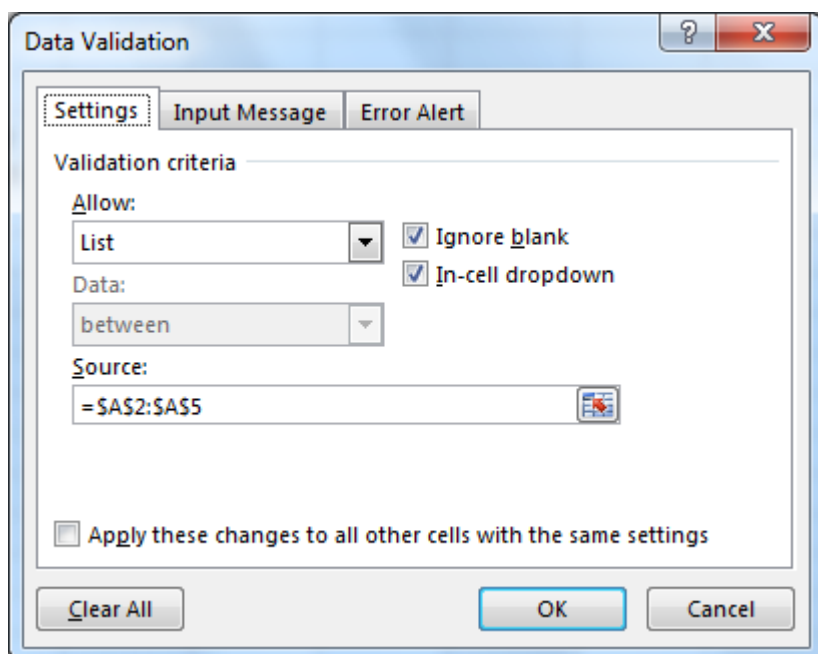 Data Validation
Settings
Input Message
Error Alert
Validation criteria
Allow:
List
Ignore blank
In-cell dropdown
Data:
between
Source:
=$A$2:$A$5
Apply these changes to all other cells with the same settings
Clear All
OK
Cancel